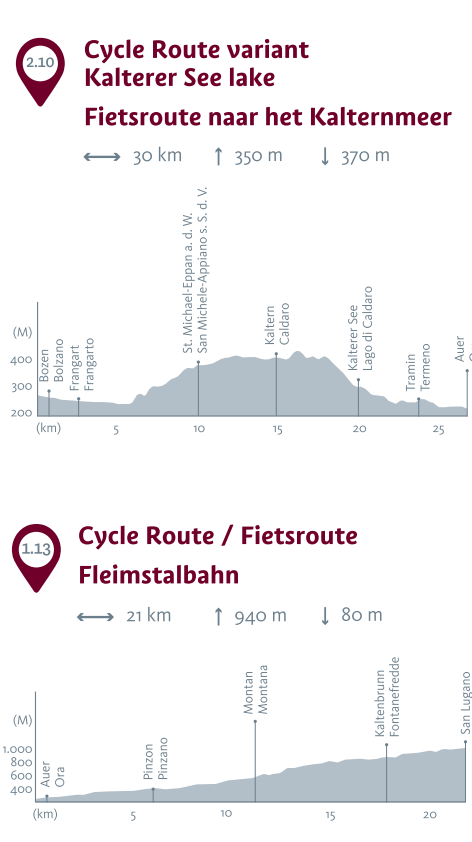 2.10
Cycle Route variant
Kalterer See lake
Fietsroute naar het Kalternmeer
30 km 350 m 370 m
(M)
400
300
200
Bozen
Bolzano
Frangart
Frangarto
St. Michael-Eppan a. d. W.
San Michele-Appiano s. S. d. V.
Kaltern
Caldaro
Kalterer See
Lago di Caldaro
Tramin
Termeno
Auer
(km) 5 10 15 20 25
1.13
Cycle Route / Fietsroute
Fleimstalbahn
21 km 940 m 80 m
(M)
1.000
800
600
400
Auer
Ora
Pinzon
Pinzano
Montan
Montana
Kaltenbrunn
Fontanefredde
San Lugano
(km) 5 10 15 20